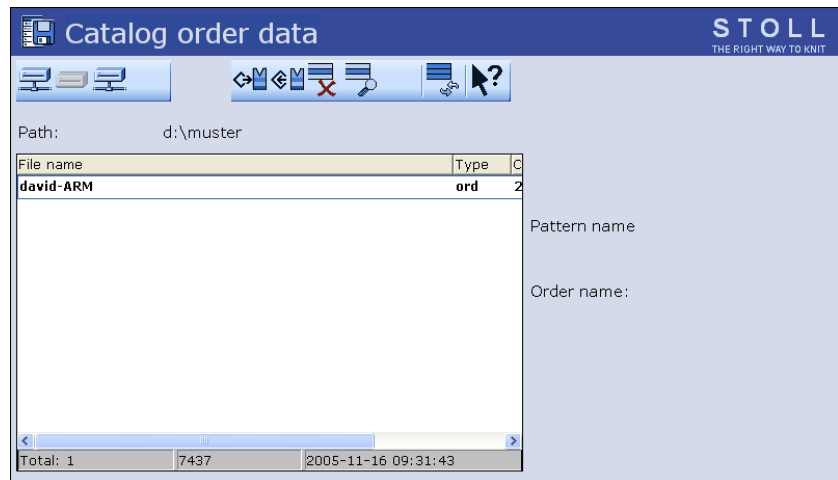 Catalog order data
STOLL
THE RIGHT WAY TO KNIT
?
Path: d:\muster
File name Type C
david-ARM ord 2
Pattern name
Order name:
Total: 1 7437 2005-11-16 09:31:43